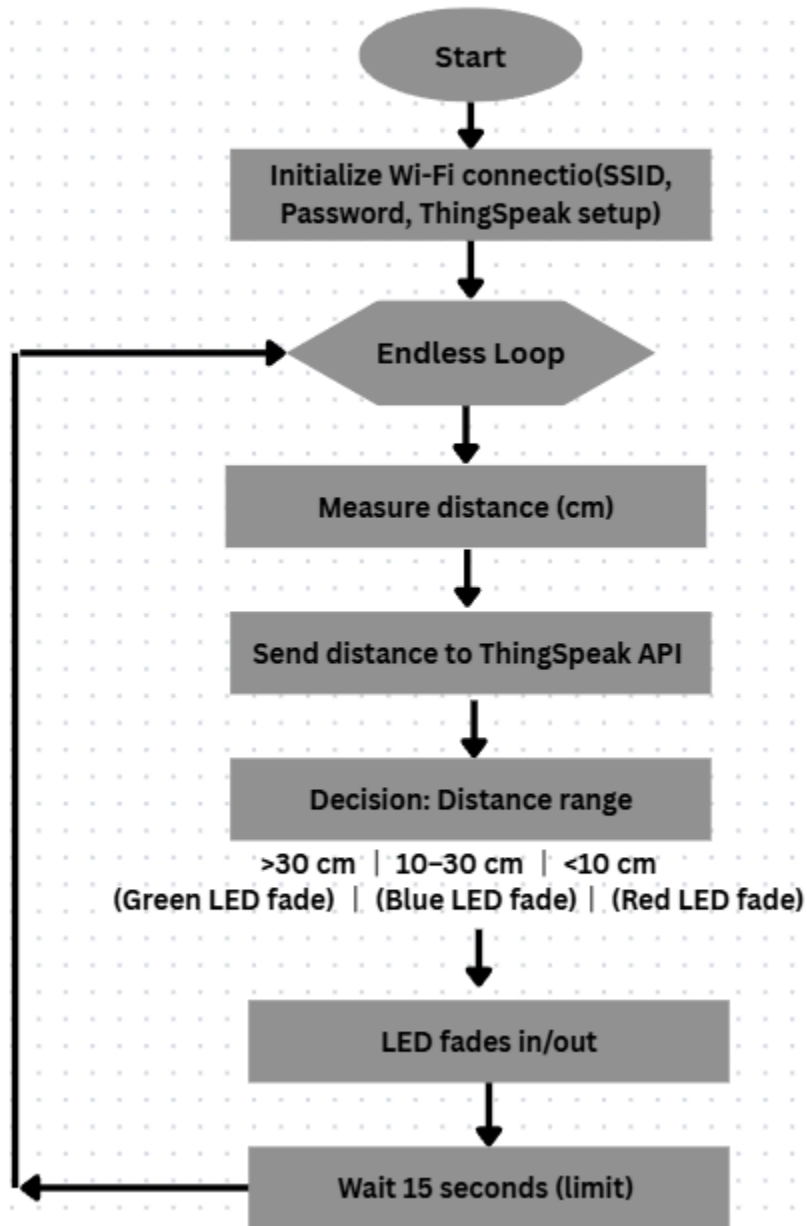 Start
Initialize Wi-Fi connectio(SSID,
Password, ThingSpeak setup)
Endless Loop
Measure distance (cm)
Send distance to ThingSpeak API
Decision: Distance range
>30 cm | 10–30 cm | <10 cm
(Green LED fade) | (Blue LED fade) | (Red LED fade)
LED fades in/out
Wait 15 seconds (limit)